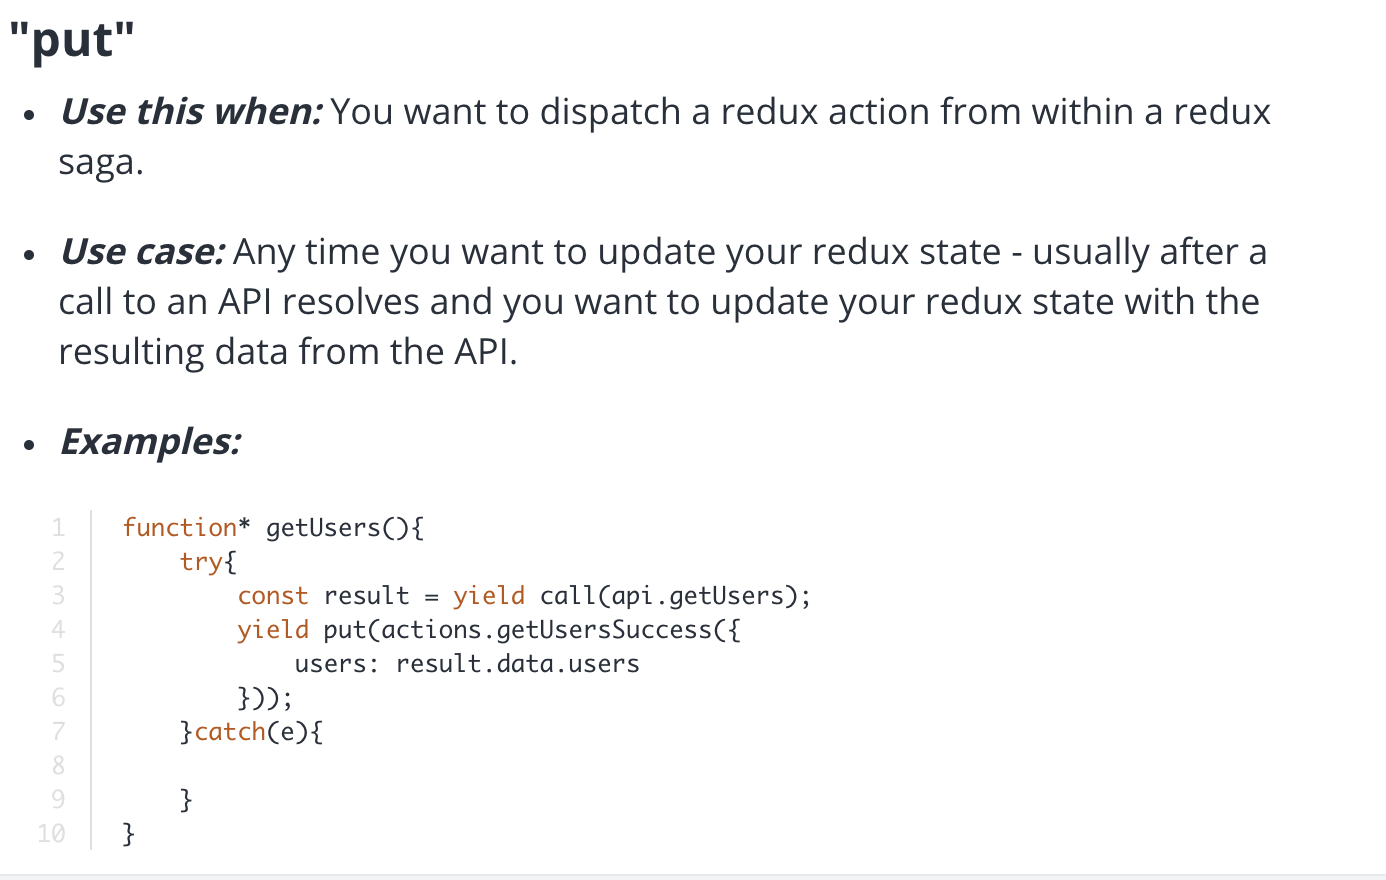 "put"
• Use this when: You want to dispatch a redux action from within a redux
saga.
• Use case: Any time you want to update your redux state - usually after a
call to an API resolves and you want to update your redux state with the
resulting data from the API.
• Examples:
1 function* getUsers(){
2     try{
3         const result = yield call(api.getUsers);
4         yield put(actions.getUsersSuccess({
5             users: result.data.users
6         }));
7     }catch(e){
8
9     }
10 }